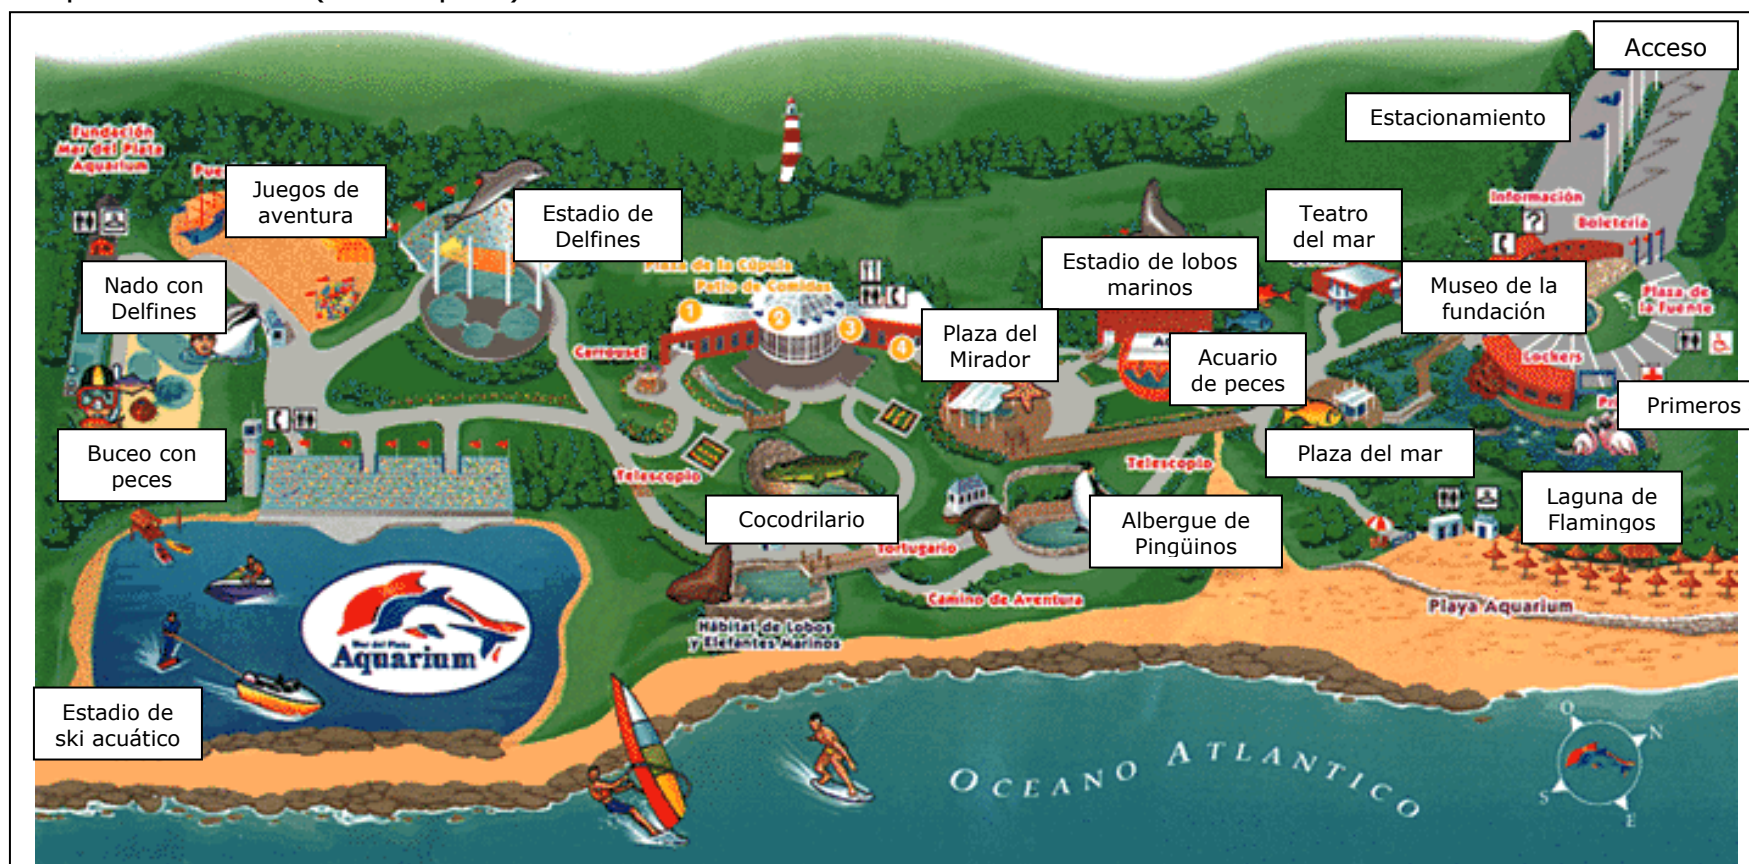 Acceso
Estacionamiento
Fundación
Mar del Plata
Aquarium
Juegos de
aventura
Estadio de
Delfines
Teatro
del mar
Información
?
Boletería
Nado con
Delfines
Plaza de la Cúpula
Patio de Comidas
1
2
3
4
Estadio de lobos
marinos
Museo de la
fundación
Plaza de
la Fuente
Carrousel
Plaza del
Mirador
Acuario
de peces
Lockers
Primeros
Buceo con
peces
Telescopio
Telescopio
Plaza del mar
Cocodrilario
Albergue de
Pingüinos
Laguna de
Flamingos
Tortugario
Camino de Aventura
Playa Aquarium
Hábitat de Lobos
y Elefantes Marinos
Mar del Plata
Aquarium
Estadio de
ski acuático
OCEANO ATLANTICO
O
N
S
E